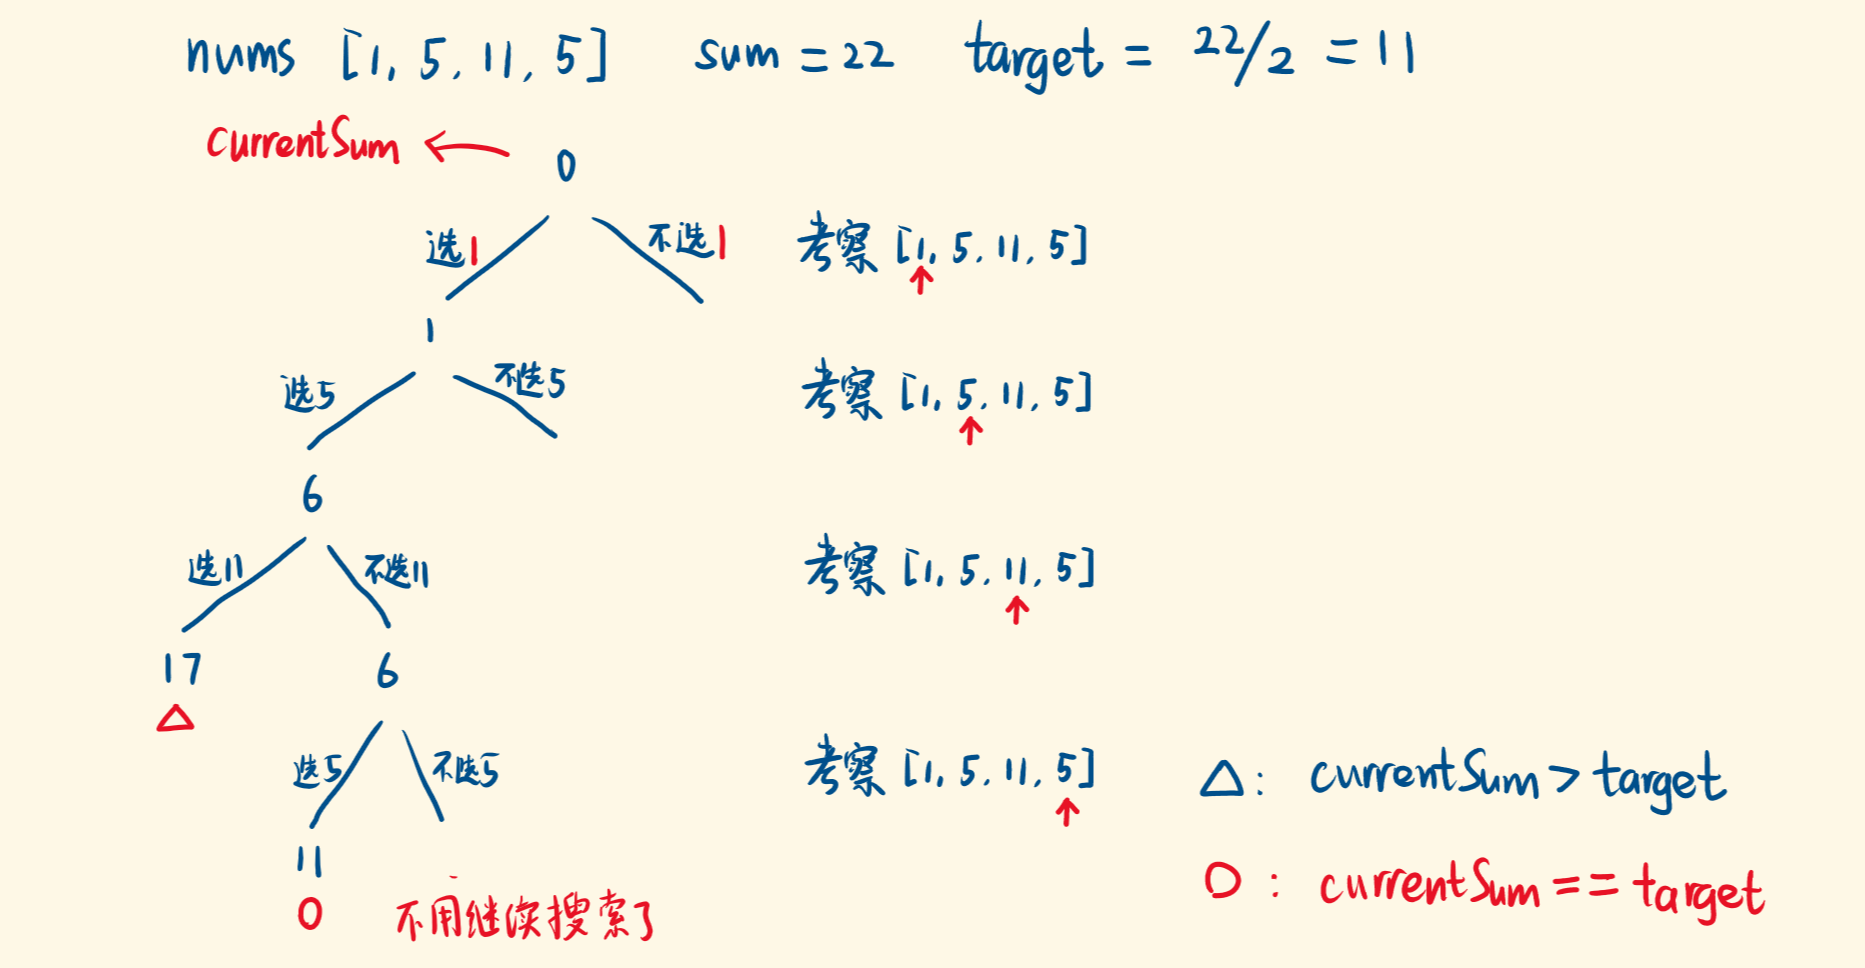 nums [1, 5, 11, 5] sum = 22 target = 22/2 = 11
currentSum ← 0
选1 不选1 考察 [1, 5, 11, 5]
↑
1
选5 不选5 考察 [1, 5, 11, 5]
↑
6
选11 不选11 考察 [1, 5, 11, 5]
↑
17 6
△
选5 不选5 考察 [1, 5, 11, 5] △: currentSum > target
↑
11
O 不用继续搜索了 O: currentSum == target